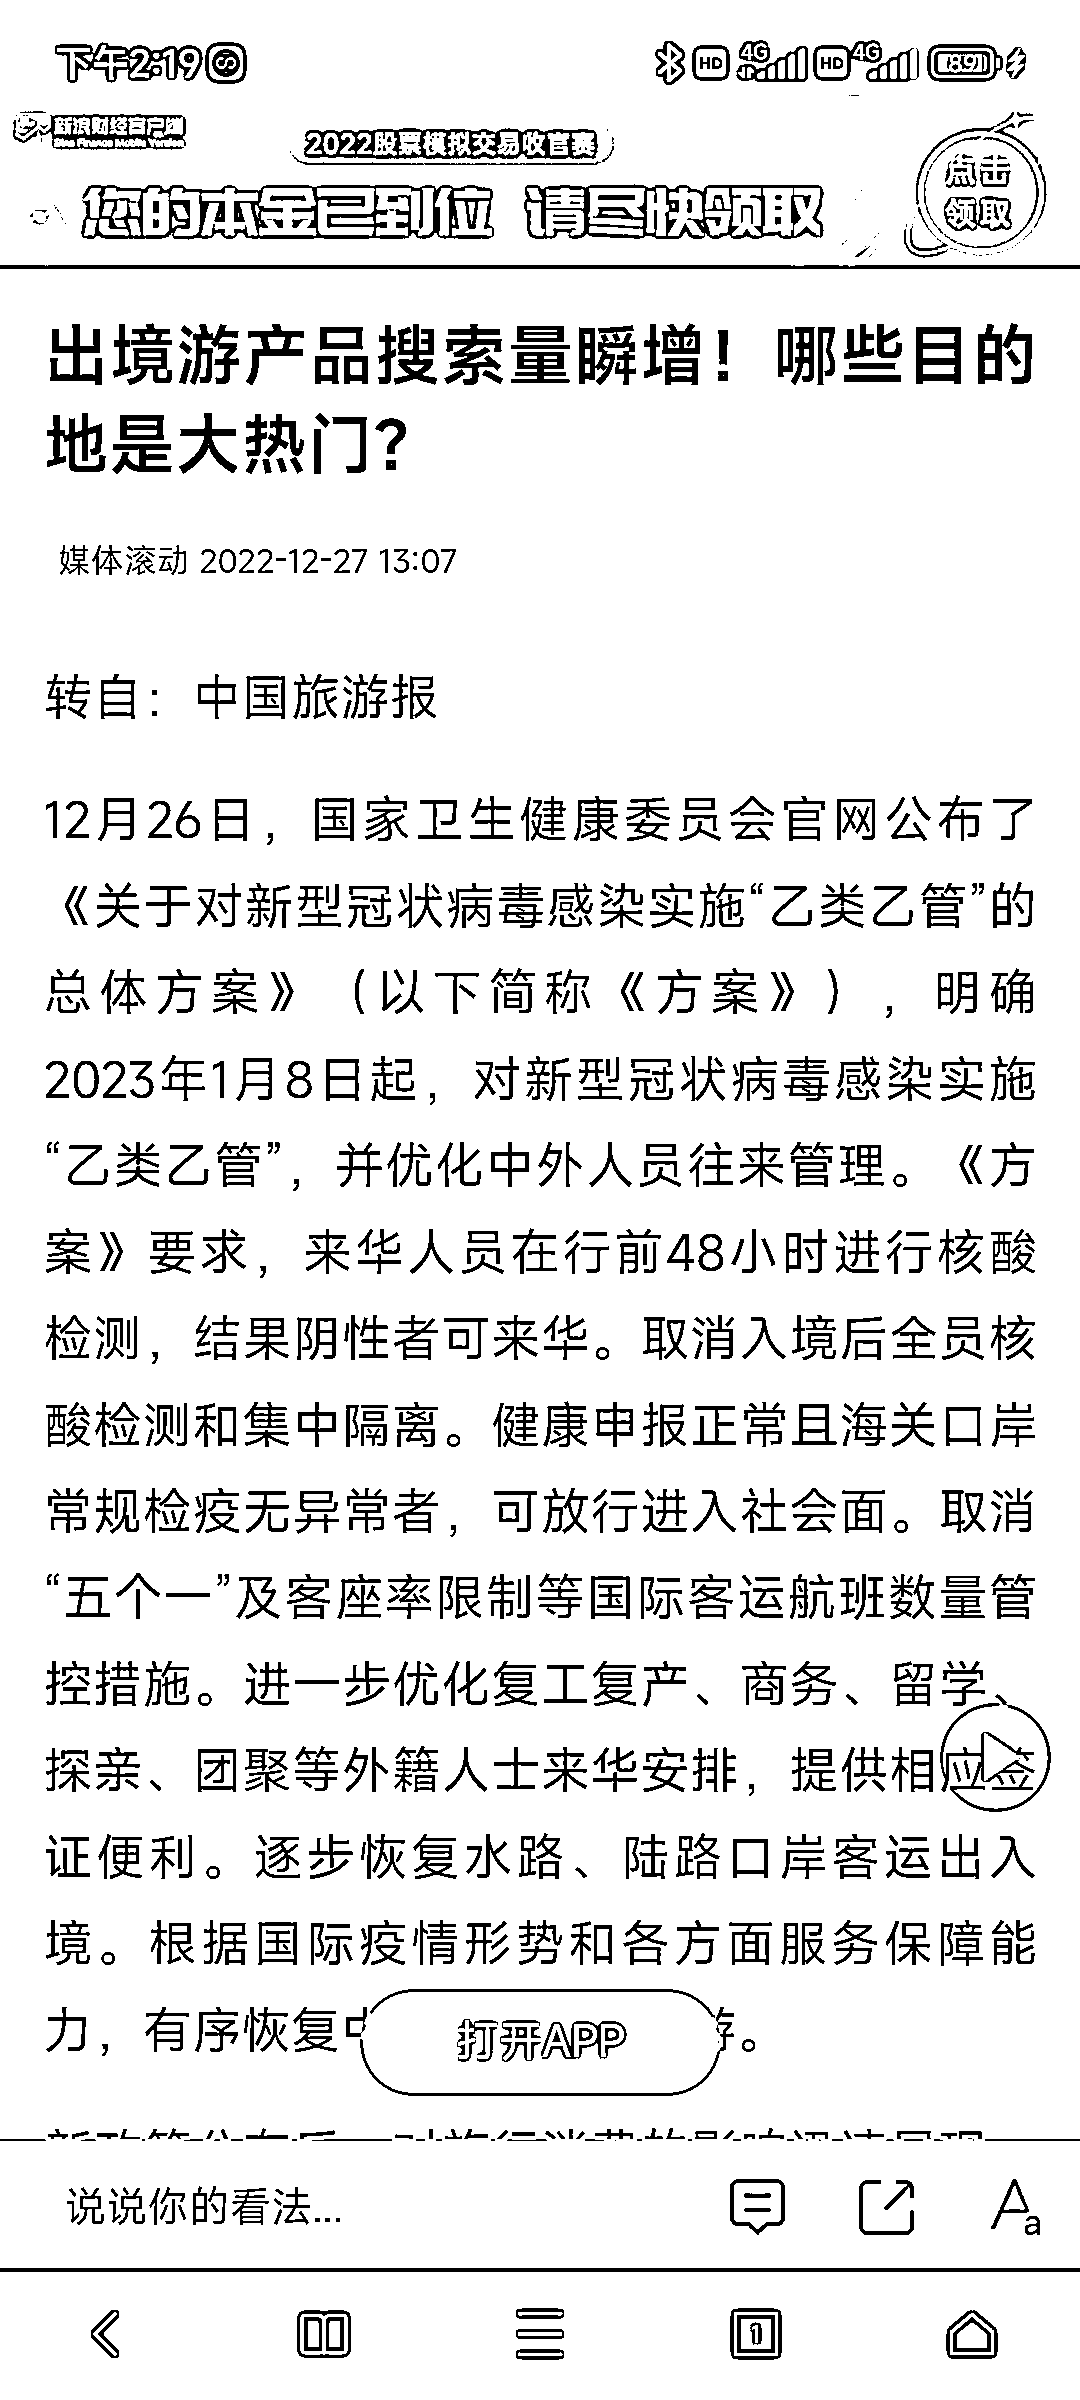 下午2:19
HD 4G HD 4G 89
新浪财经客户端
Sina Finance Mobile Version
2022股票模拟交易收官赛
您的本金已到位 请尽快领取
点击
领取
出境游产品搜索量瞬增！哪些目的
地是大热门？
媒体滚动 2022-12-27 13:07
转自：中国旅游报
12月26日，国家卫生健康委员会官网公布了
《关于对新型冠状病毒感染实施“乙类乙管”的
总体方案》（以下简称《方案》），明确
2023年1月8日起，对新型冠状病毒感染实施
“乙类乙管”，并优化中外人员往来管理。《方
案》要求，来华人员在行前48小时进行核酸
检测，结果阴性者可来华。取消入境后全员核
酸检测和集中隔离。健康申报正常且海关口岸
常规检疫无异常者，可放行进入社会面。取消
“五个一”及客座率限制等国际客运航班数量管
控措施。进一步优化复工复产、商务、留学、
探亲、团聚等外籍人士来华安排，提供相应签
证便利。逐步恢复水路、陆路口岸客运出入
境。根据国际疫情形势和各方面服务保障能
力，有序恢复中 游。
打开APP
说说你的看法...
Aa
1